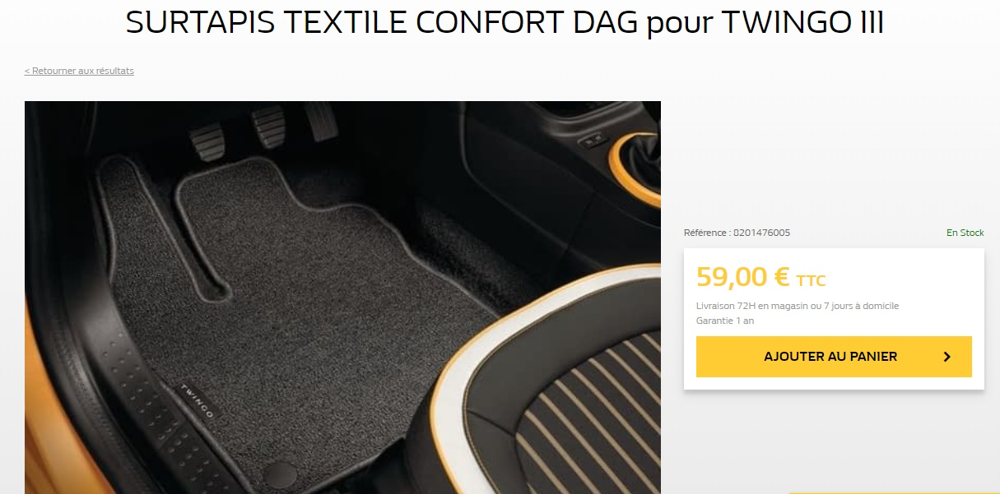 SURTAPIS TEXTILE CONFORT DAG pour TWINGO III
< Retourner aux résultats
Référence : 8201476005
En Stock
59,00 € TTC
Livraison 72H en magasin ou 7 jours à domicile
Garantie 1 an
AJOUTER AU PANIER
TWINGO